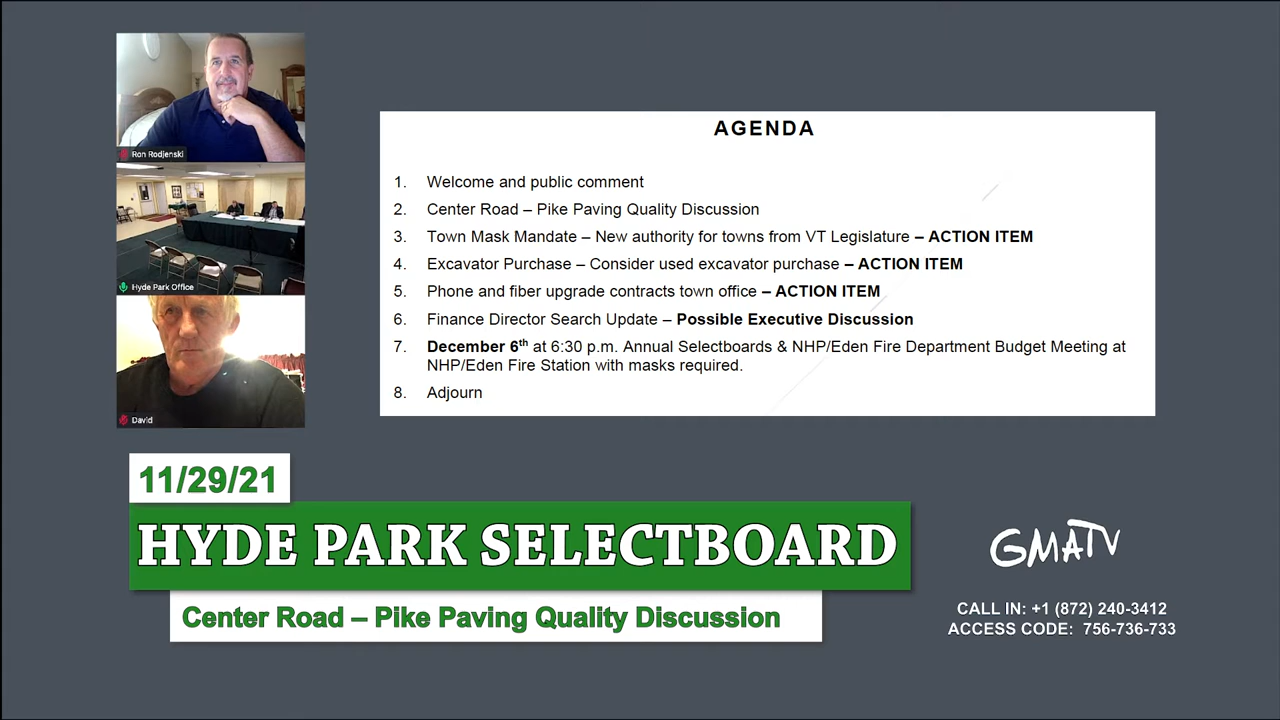 Ron Rodjenski
Hyde Park Office
David
AGENDA
1. Welcome and public comment
2. Center Road – Pike Paving Quality Discussion
3. Town Mask Mandate – New authority for towns from VT Legislature – ACTION ITEM
4. Excavator Purchase – Consider used excavator purchase – ACTION ITEM
5. Phone and fiber upgrade contracts town office – ACTION ITEM
6. Finance Director Search Update – Possible Executive Discussion
7. December 6th at 6:30 p.m. Annual Selectboards & NHP/Eden Fire Department Budget Meeting at
NHP/Eden Fire Station with masks required.
8. Adjourn
11/29/21
HYDE PARK SELECTBOARD
Center Road – Pike Paving Quality Discussion
GMATV
CALL IN: +1 (872) 240-3412
ACCESS CODE: 756-736-733